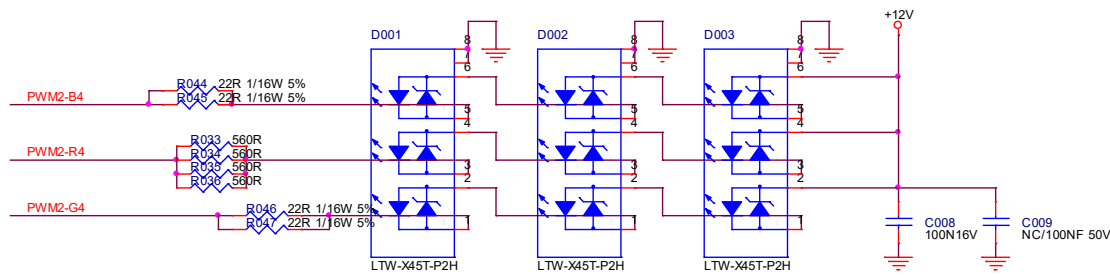 +12V
D001
D002
D003
8
7
6
8
7
6
8
7
6
R044 22R 1/16W 5%
PWM2-B4
R045 22R 1/16W 5%
5
4
5
4
5
4
R033 560R
PWM2-R4
R034 560R
R035 560R
R036 560R
3
2
3
2
3
2
PWM2-G4
R046 22R 1/16W 5%
R047 22R 1/16W 5%
1
1
1
C008
100N16V
C009
NC/100NF 50V
LTW-X45T-P2H
LTW-X45T-P2H
LTW-X45T-P2H